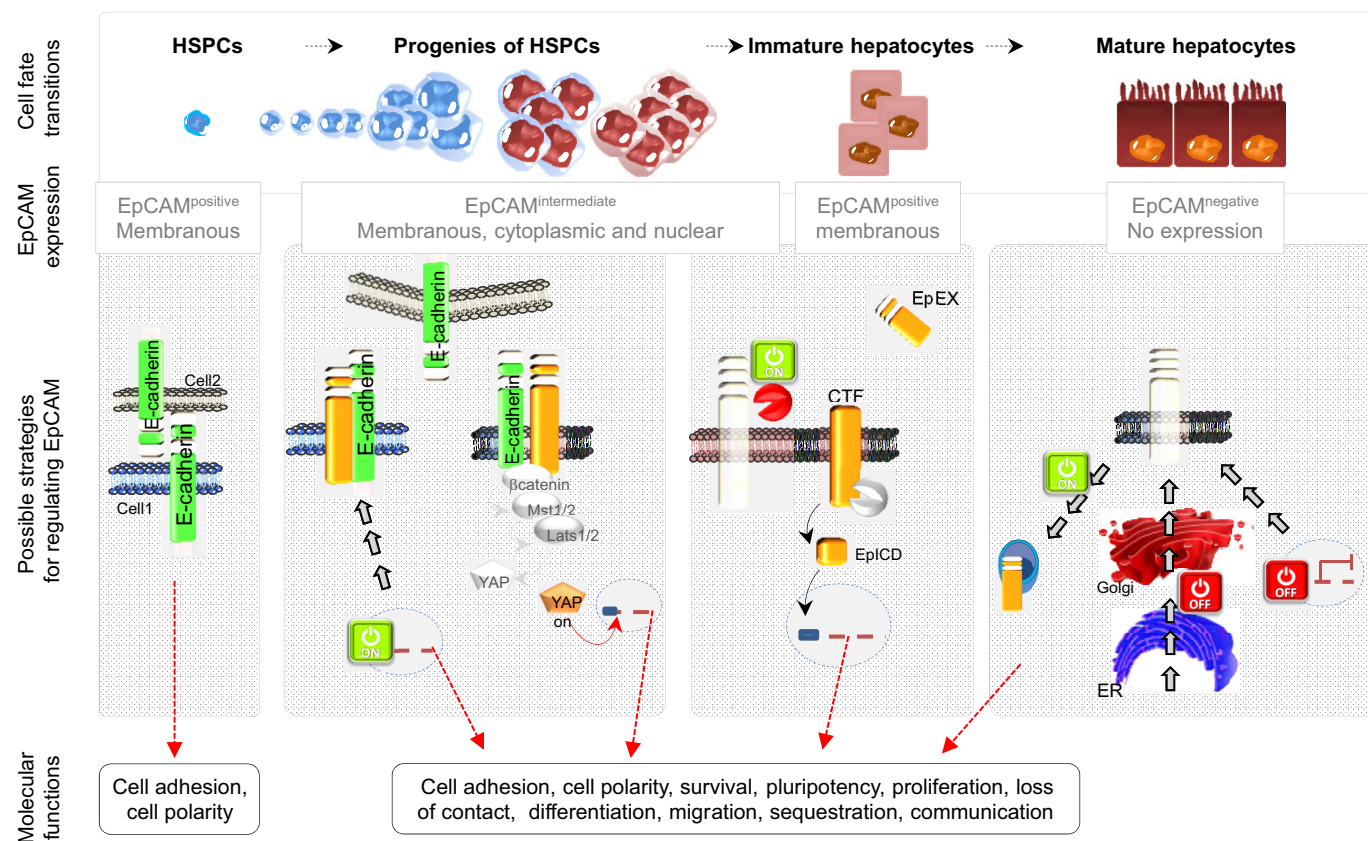 Cell fate
transitions
HSPCs
Progenies of HSPCs
Immature hepatocytes
Mature hepatocytes
EpCAM
expression
EpCAMpositive
Membranous
EpCAMintermediate
Membranous, cytoplasmic and nuclear
EpCAMpositive
membranous
EpCAMnegative
No expression
Possible strategies
for regulating EpCAM
E-cadherin
Cell2
E-cadherin
Cell1
E-cadherin
E-cadherin
E-cadherin
βcatenin
Mst1/2
Lats1/2
YAP
YAP
on
ON
EpEX
ON
CTF
EpICD
ON
Golgi
OFF
OFF
ER
Molecular
functions
Cell adhesion,
cell polarity
Cell adhesion, cell polarity, survival, pluripotency, proliferation, loss
of contact, differentiation, migration, sequestration, communication